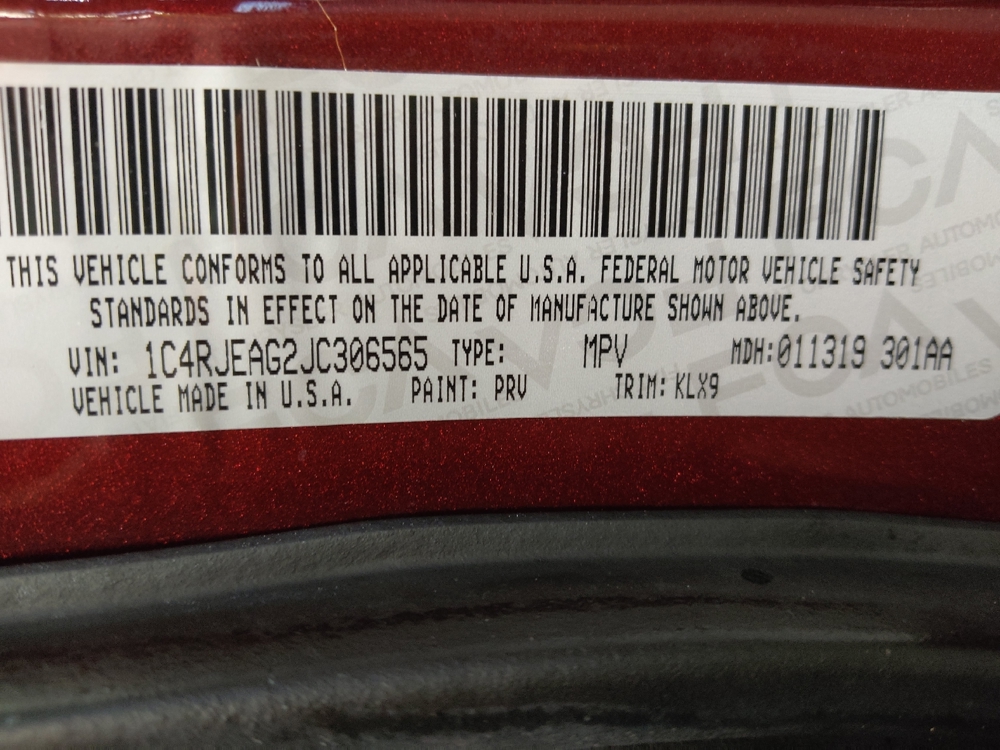 THIS VEHICLE CONFORMS TO ALL APPLICABLE U.S.A. FEDERAL MOTOR VEHICLE SAFETY
STANDARDS IN EFFECT ON THE DATE OF MANUFACTURE SHOWN ABOVE.
VIN: 1C4RJEAG2JC306565 TYPE: MPV MDH:011319 301AA
VEHICLE MADE IN U.S.A. PAINT: PRV TRIM: KLX9